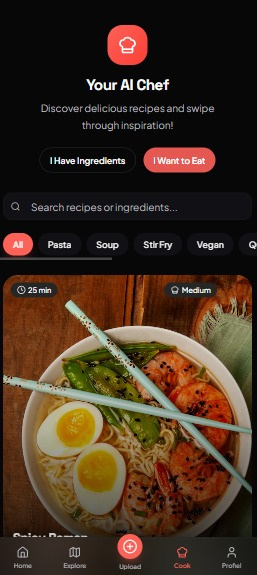 Your AI Chef
Discover delicious recipes and swipe
through inspiration!
I Have Ingredients
I Want to Eat
Search recipes or ingredients...
All
Pasta
Soup
Stir Fry
Vegan
25 min
Medium
Spicy Ramen
Home
Explore
Upload
Cook
Profiel